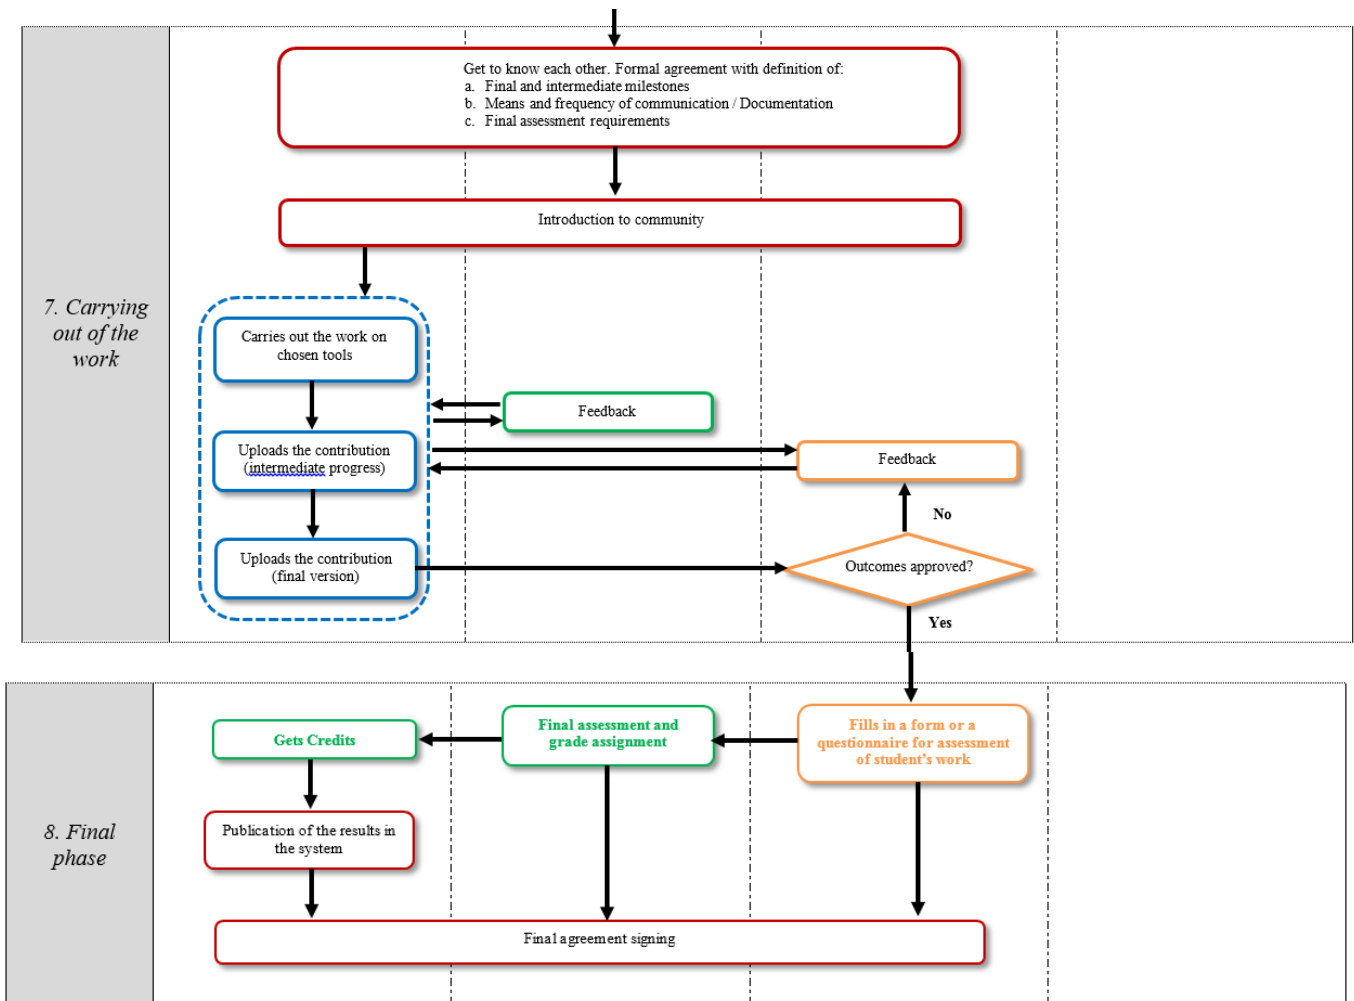 Get to know each other. Formal agreement with definition of:
a. Final and intermediate milestones
b. Means and frequency of communication / Documentation
c. Final assessment requirements
Introduction to community
7. Carrying
out of the
work
Carries out the work on
chosen tools
Feedback
Uploads the contribution
(intermediate progress)
Feedback
No
Uploads the contribution
(final version)
Outcomes approved?
Yes
8. Final
phase
Gets Credits
Final assessment and
grade assignment
Fills in a form or a
questionnaire for assessment
of student's work
Publication of the results in
the system
Final agreement signing